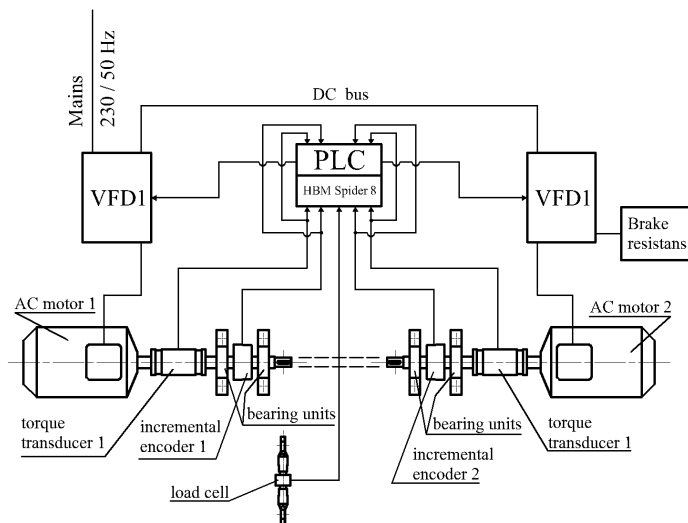 Mains
230 / 50 Hz
DC bus
VFD1
PLC
HBM Spider 8
VFD1
Brake
resistans
AC motor 1
AC motor 2
torque
transducer 1
incremental
encoder 1
bearing units
load cell
bearing units
incremental
encoder 2
torque
transducer 1